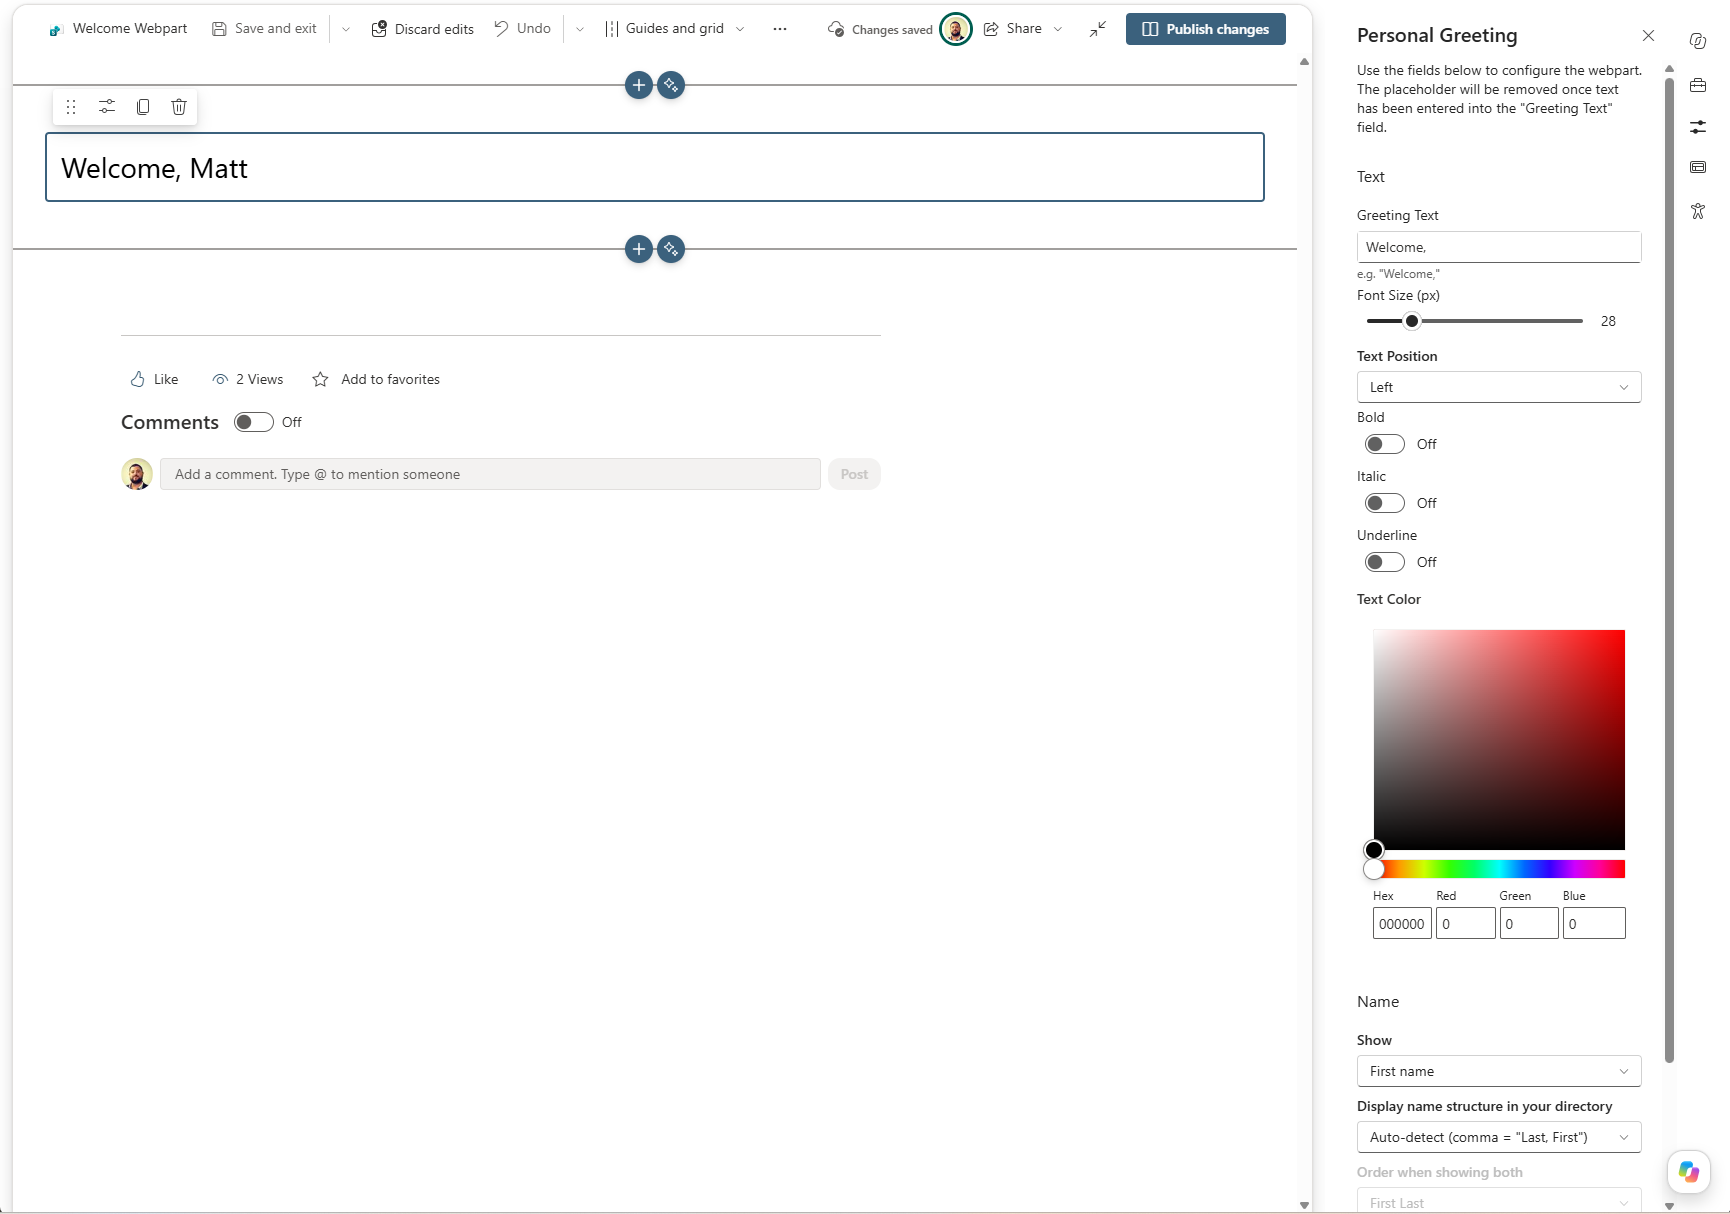 Welcome Webpart
Save and exit
Discard edits
Undo
Guides and grid
Changes saved
Share
Publish changes
Welcome, Matt
Like
2 Views
Add to favorites
Comments
Off
Add a comment. Type @ to mention someone
Post
Personal Greeting
Use the fields below to configure the webpart.
The placeholder will be removed once text
has been entered into the "Greeting Text"
field.
Text
Greeting Text
Welcome,
e.g. "Welcome,"
Font Size (px)
28
Text Position
Left
Bold
Off
Italic
Off
Underline
Off
Text Color
Hex Red Green Blue
000000 0 0 0
Name
Show
First name
Display name structure in your directory
Auto-detect (comma = "Last, First")
Order when showing both
First Last